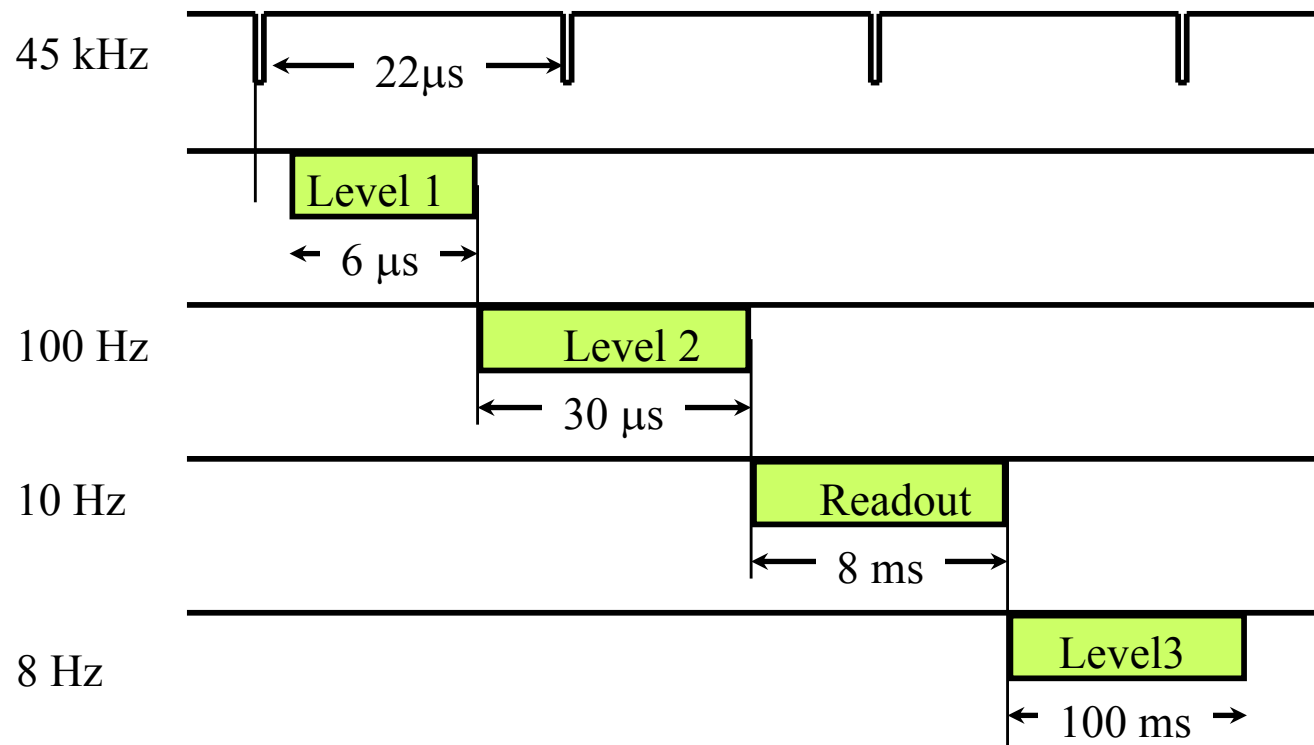 45 kHz
22μs
Level 1
6 μs
100 Hz
Level 2
30 μs
10 Hz
Readout
8 ms
8 Hz
Level3
100 ms